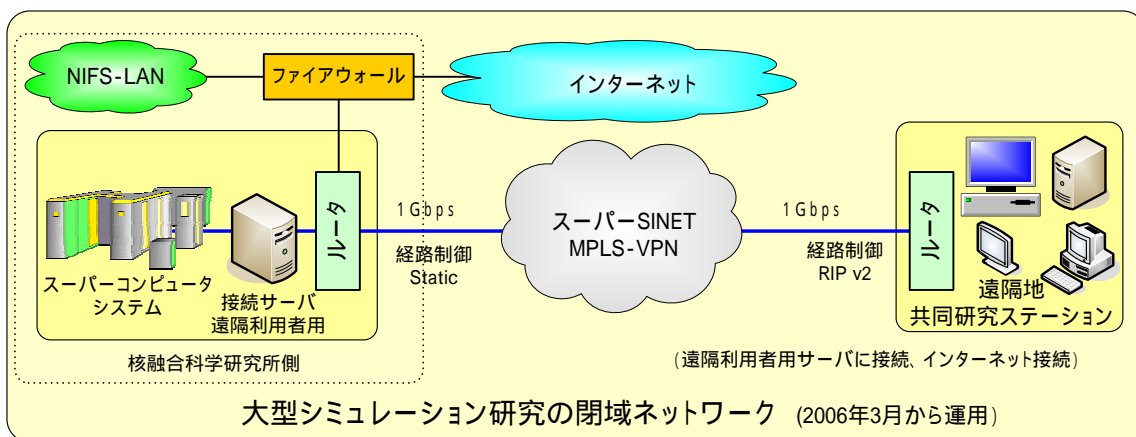 NIFS-LAN
ファイアウォール
インターネット
ルータ
1Gbps
経路制御
Static
スーパーSINET
MPLS-VPN
1Gbps
経路制御
RIP v2
ルータ
スーパーコンピュータ
システム
接続サーバ
遠隔利用者用
遠隔地
共同研究ステーション
核融合科学研究所側
(遠隔利用者用サーバに接続、インターネット接続)
大型シミュレーション研究の閉域ネットワーク (2006年3月から運用)